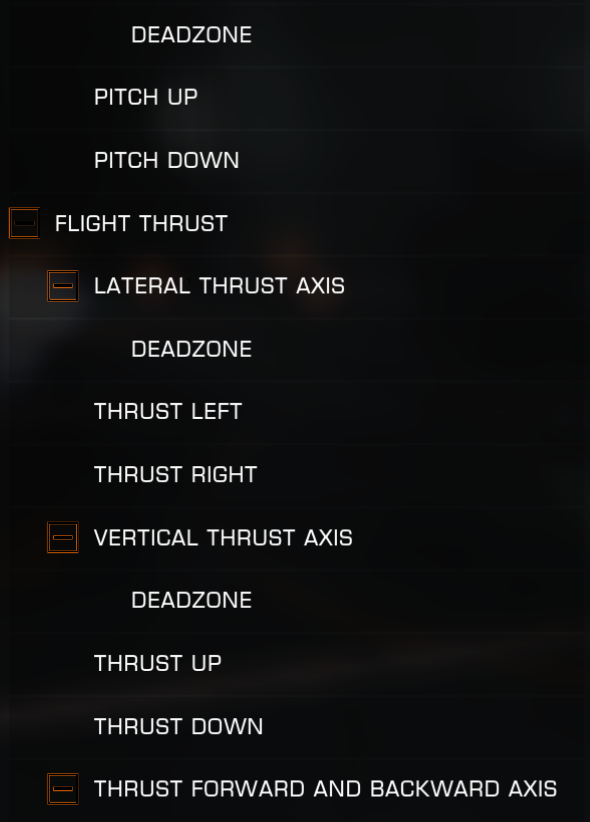 DEADZONE
PITCH UP
PITCH DOWN
FLIGHT THRUST
LATERAL THRUST AXIS
DEADZONE
THRUST LEFT
THRUST RIGHT
VERTICAL THRUST AXIS
DEADZONE
THRUST UP
THRUST DOWN
THRUST FORWARD AND BACKWARD AXIS